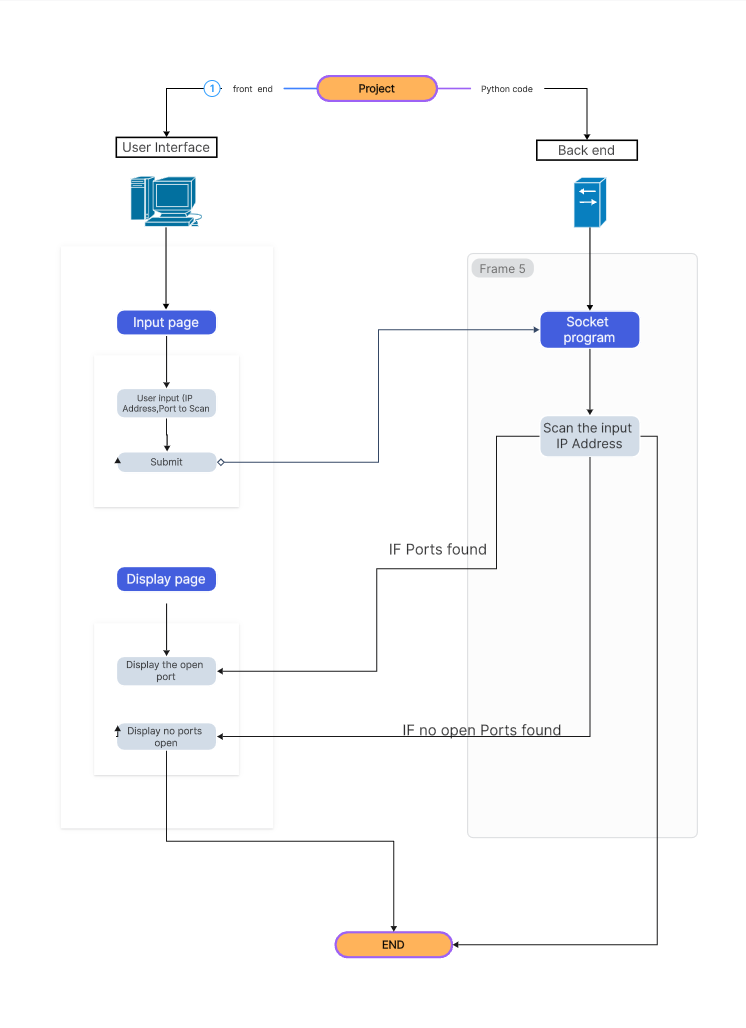 1
front end
Project
Python code
User Interface
Back end
Frame 5
Input page
Socket
program
User input (IP
Address,Port to Scan
Scan the input
IP Address
Submit
IF Ports found
Display page
Display the open
port
IF no open Ports found
Display no ports
open
END